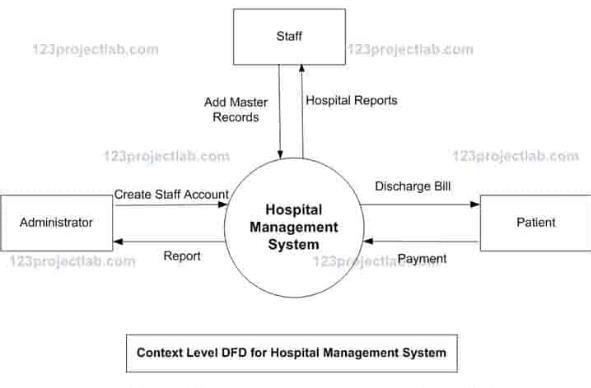 Staff
123projectlab.com
123projectlab.com
Add Master
Records
Hospital Reports
123projectlab.com
123projectlab.com
Create Staff Account
Discharge Bill
Hospital
Management
System
Administrator
Patient
Report
Payment
123projectlab.com
123projectlab.com
Context Level DFD for Hospital Management System